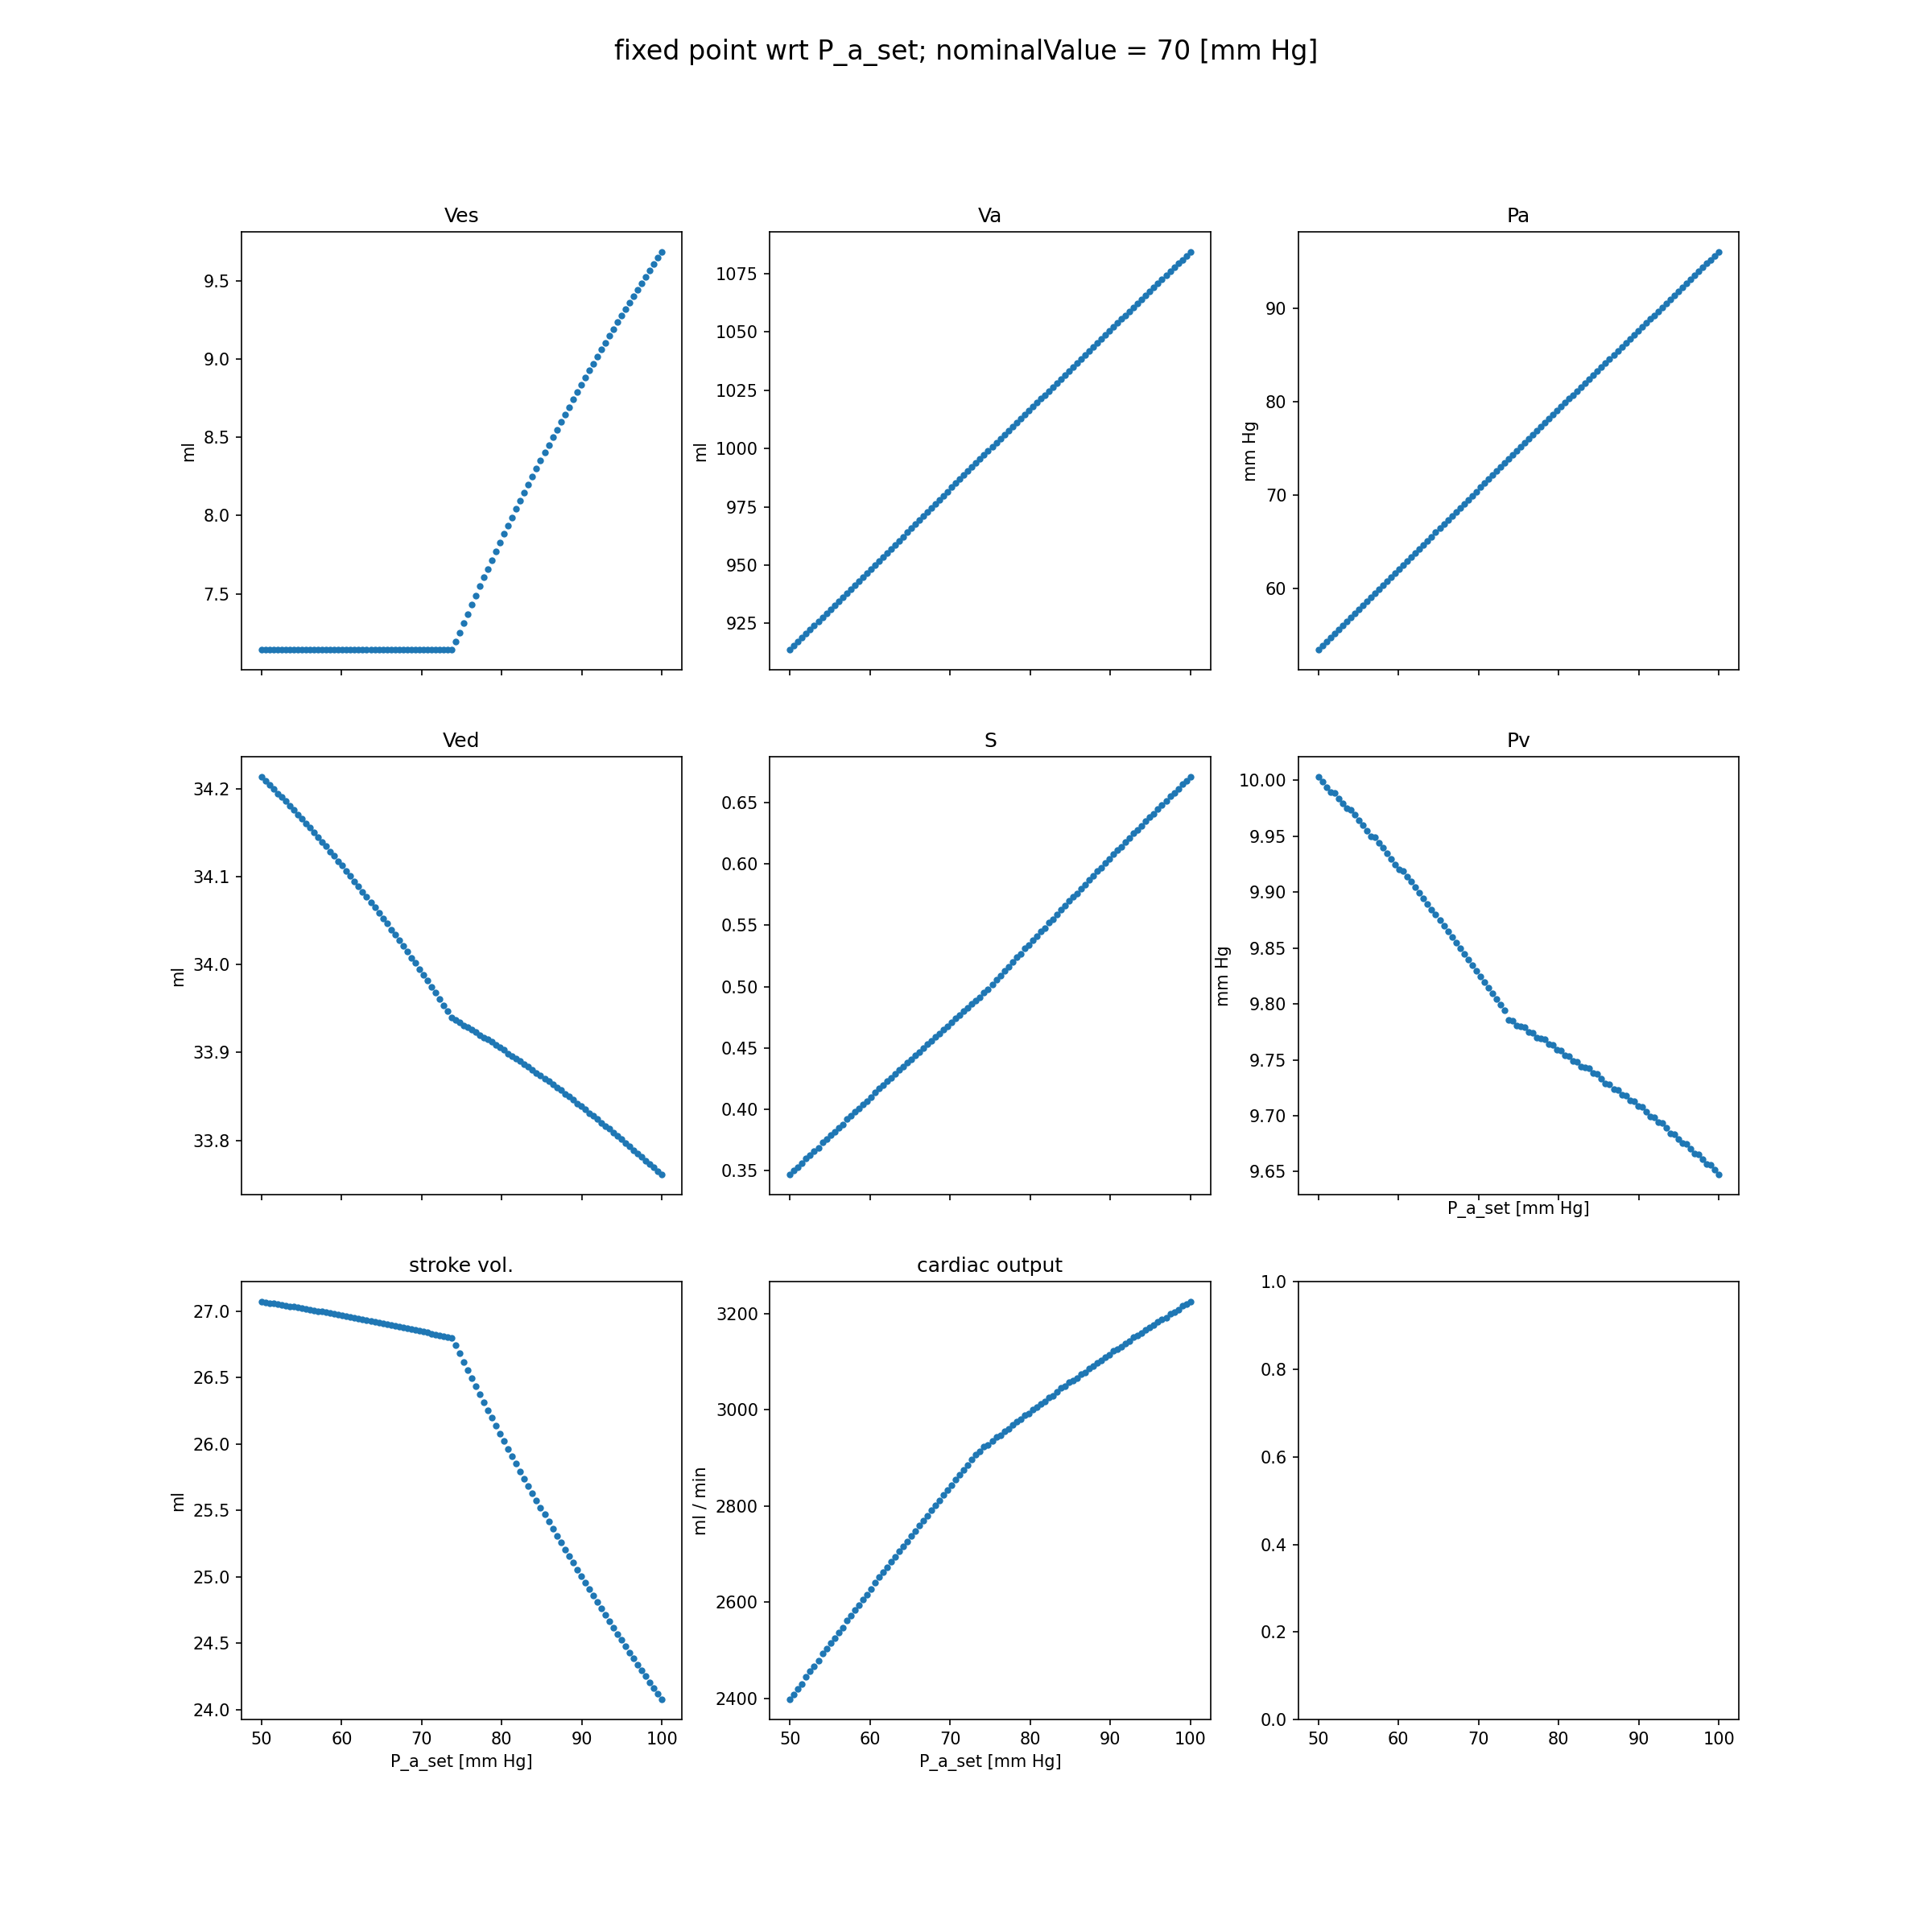 fixed point wrt P_a_set; nominalValue = 70 [mm Hg]
Ves
Va
Pa
9.5
9.0
8.5
8.0
7.5
ml
1075
1050
1025
1000
975
950
925
ml
90
80
70
60
mm Hg
Ved
S
Pv
34.2
34.1
34.0
33.9
33.8
ml
0.65
0.60
0.55
0.50
0.45
0.40
0.35
10.00
9.95
9.90
9.85
9.80
9.75
9.70
9.65
mm Hg
P_a_set [mm Hg]
stroke vol.
cardiac output
27.0
26.5
26.0
25.5
25.0
24.5
24.0
ml
50 60 70 80 90 100
P_a_set [mm Hg]
3200
3000
2800
2600
2400
ml / min
50 60 70 80 90 100
P_a_set [mm Hg]
1.0
0.8
0.6
0.4
0.2
0.0
50 60 70 80 90 100